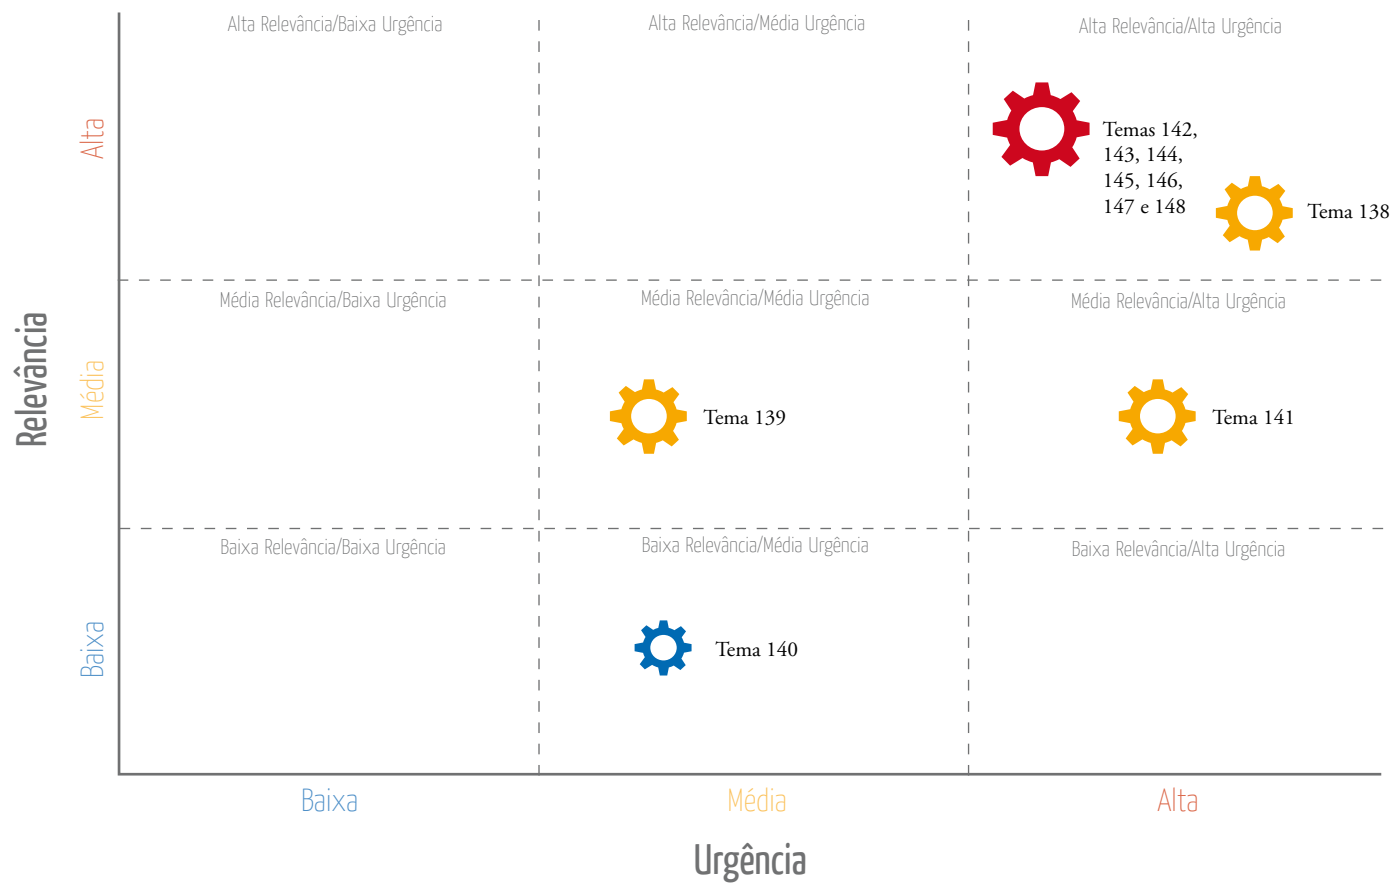 Alta Relevância/Baixa Urgência
Alta Relevância/Média Urgência
Alta Relevância/Alta Urgência
Alta
Temas 142,
143, 144,
145, 146,
147 e 148
Tema 138
Média Relevância/Baixa Urgência
Média Relevância/Média Urgência
Média Relevância/Alta Urgência
Relevância
Média
Tema 139
Tema 141
Baixa Relevância/Baixa Urgência
Baixa Relevância/Média Urgência
Baixa Relevância/Alta Urgência
Baixa
Tema 140
Baixa
Média
Alta
Urgência